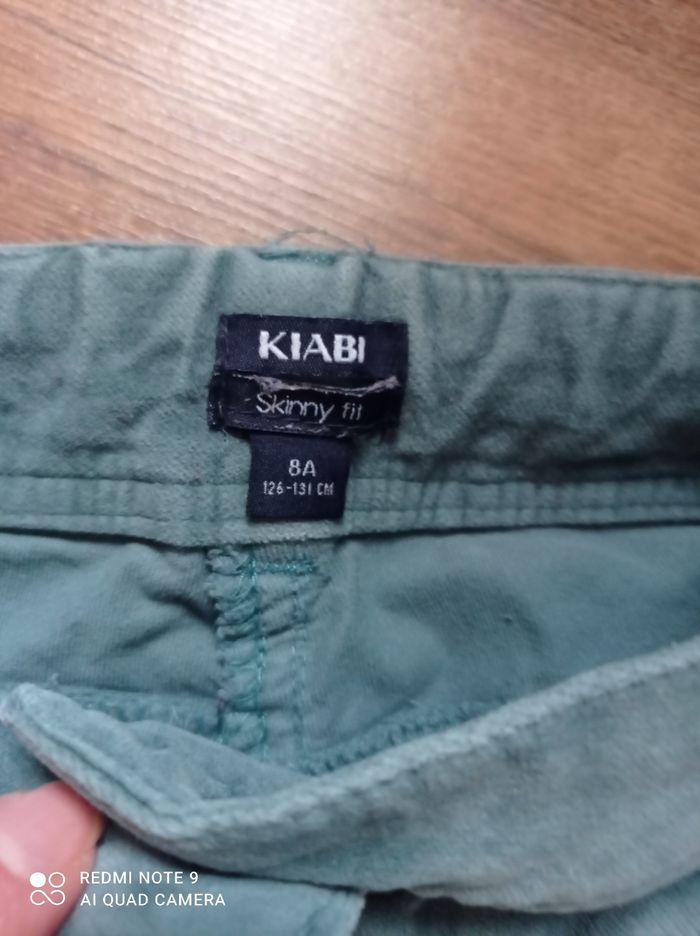 KIABI
Skinny fit
8A
126-131 CM
REDMI NOTE 9
AI QUAD CAMERA